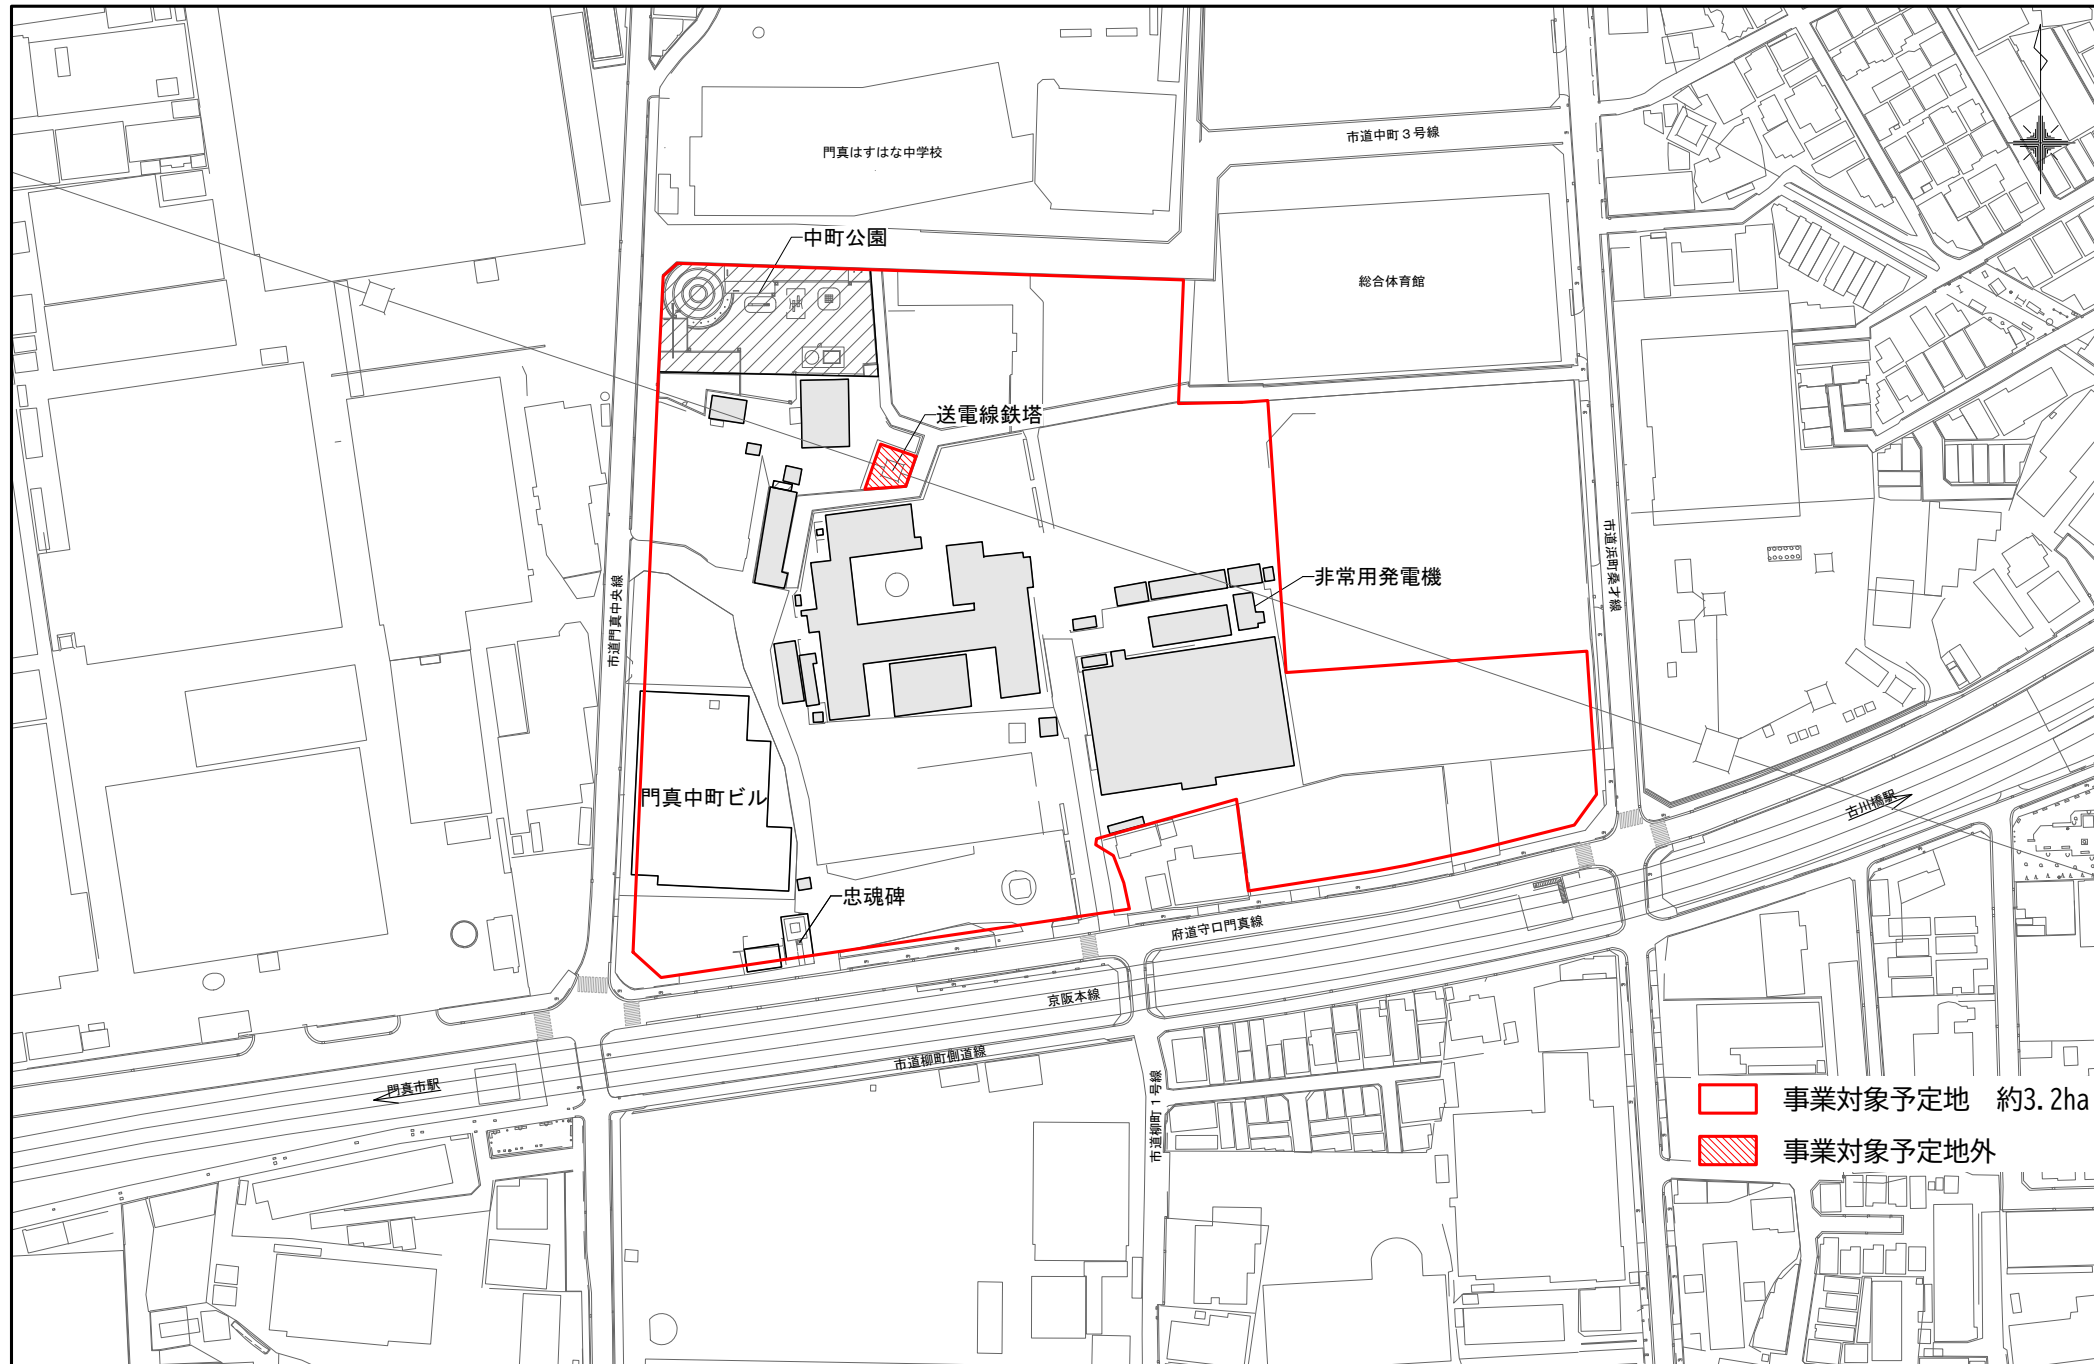 市道中町3号線
門真はすはな中学校
中町公園
総合体育館
送電線鉄塔
市道浜町桑才線
非常用発電機
市道門真中央線
門真中町ビル
古川橋駅
忠魂碑
府道守口門真線
京阪本線
市道柳町側道線
門真市駅
市道柳町1号線
事業対象予定地 約3.2ha
事業対象予定地外